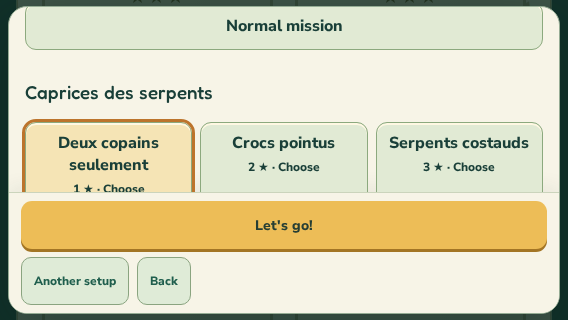 Normal mission
Caprices des serpents
Deux copains
seulement
1 ★ · Choose
Crocs pointus
2 ★ · Choose
Serpents costauds
3 ★ · Choose
Let's go!
Another setup
Back